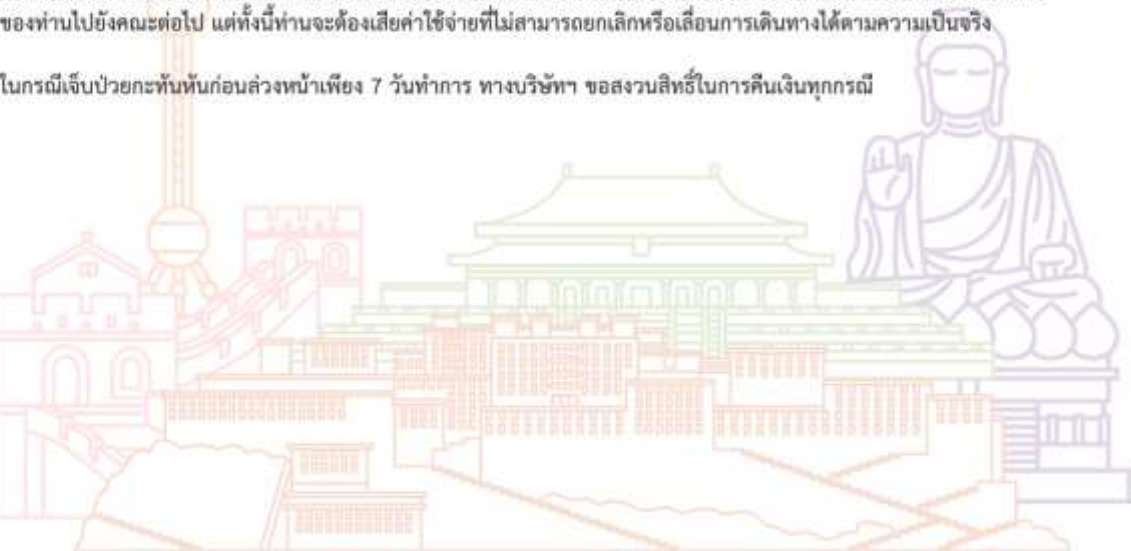 ของท่านไปยังคณะต่อไป แต่ทั้งนี้ท่านจะต้องเสียค่าใช้จ่ายที่ไม่สามารถยกเลิกหรือเลื่อนการเดินทางได้ตามความเป็นจริง
ในกรณีเจ็บป่วยกะทันหันก่อนล่วงหน้าเพียง 7 วันทำการ ทางบริษัทฯ ขอสงวนสิทธิ์ในการคืนเงินทุกกรณี